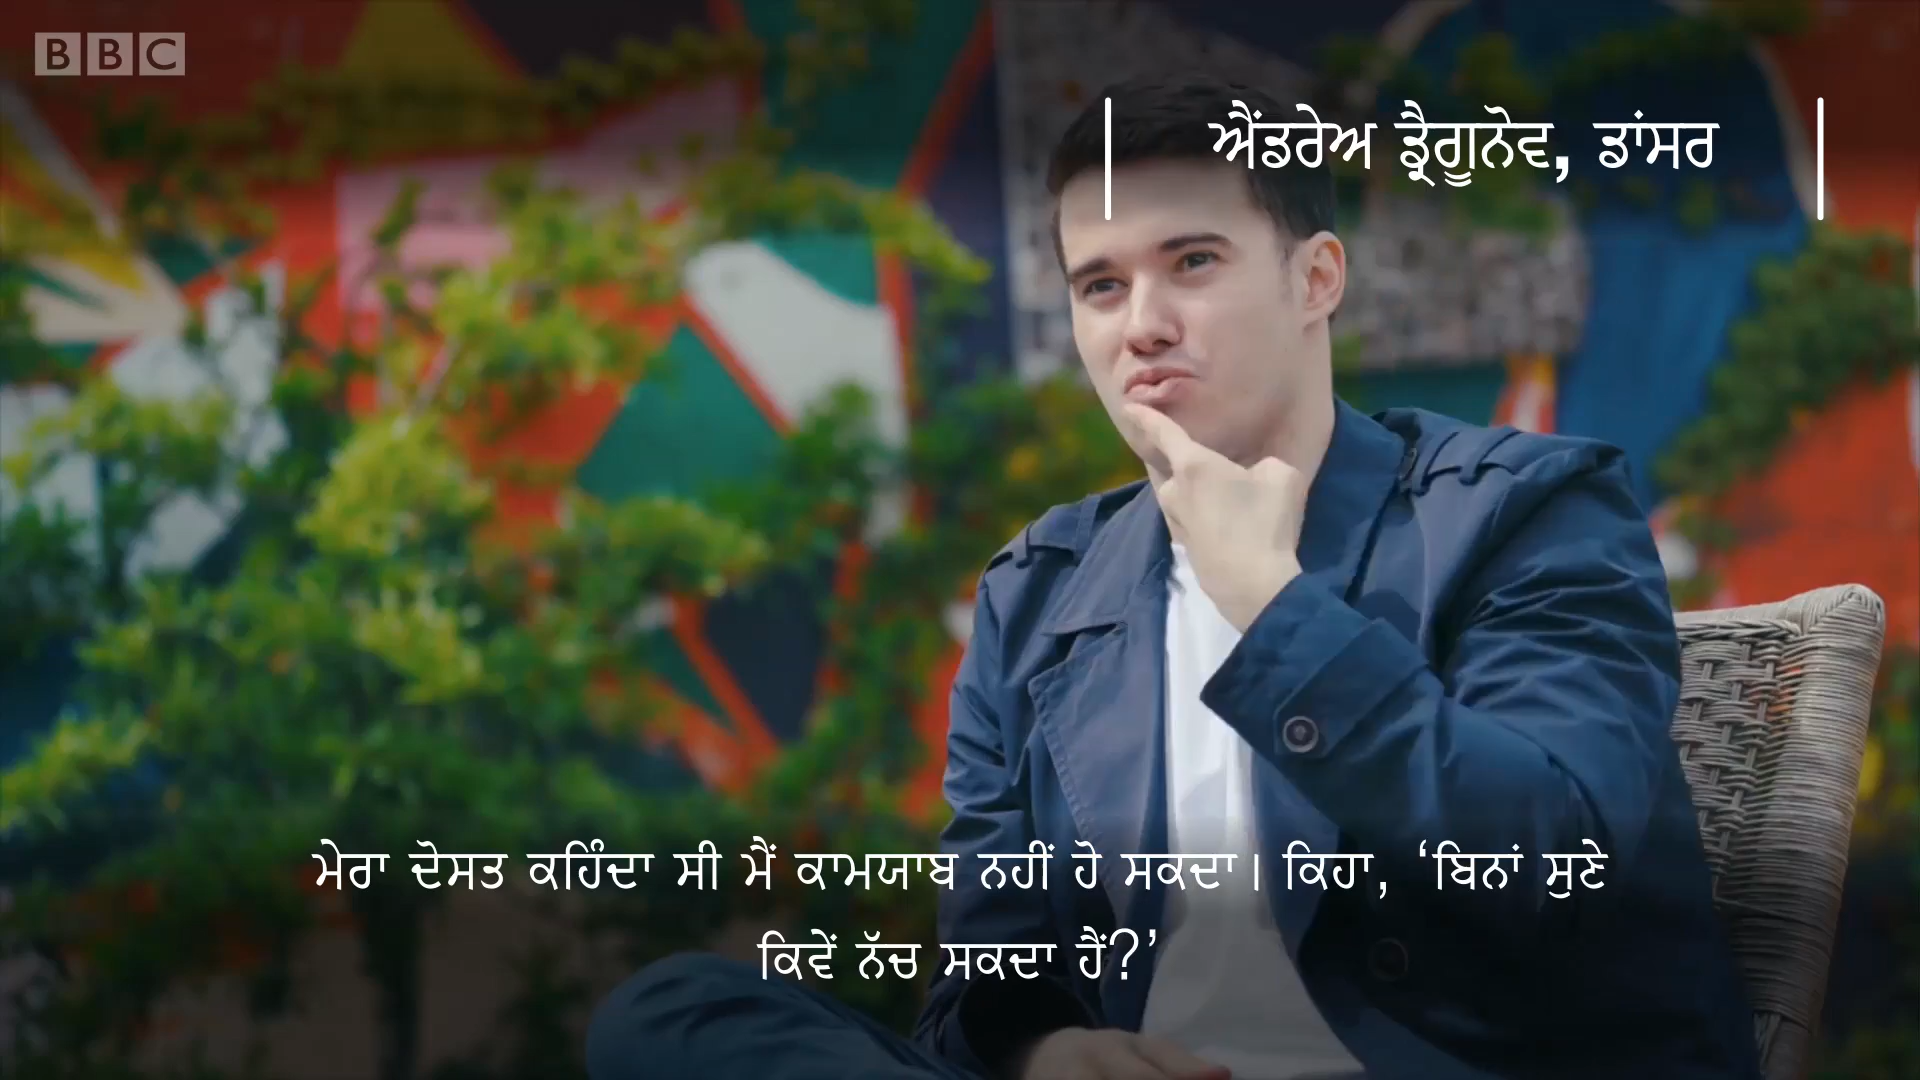 BBC
ਐਂਡਰੇਅ ਡ੍ਰੈਗੂਨੋਵ, ਡਾਂਸਰ
ਮੇਰਾ ਦੋਸਤ ਕਹਿੰਦਾ ਸੀ ਮੈਂ ਕਾਮਯਾਬ ਨਹੀਂ ਹੋ ਸਕਦਾ। ਕਿਹਾ, ‘ਬਿਨਾਂ ਸੁਣੇ
ਕਿਵੇਂ ਨੱਚ ਸਕਦਾ ਹੈਂ?’